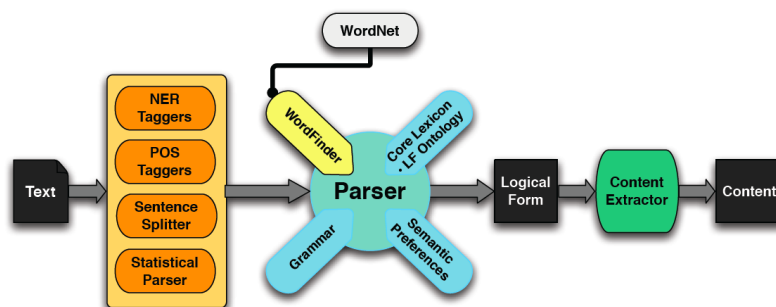 WordNet
NER
Taggers
POS
Taggers
Sentence
Splitter
Statistical
Parser
Text
WordFinder
Core Lexicon
· LF Ontology
Parser
Grammar
Semantic
Preferences
Logical
Form
Content
Extractor
Content